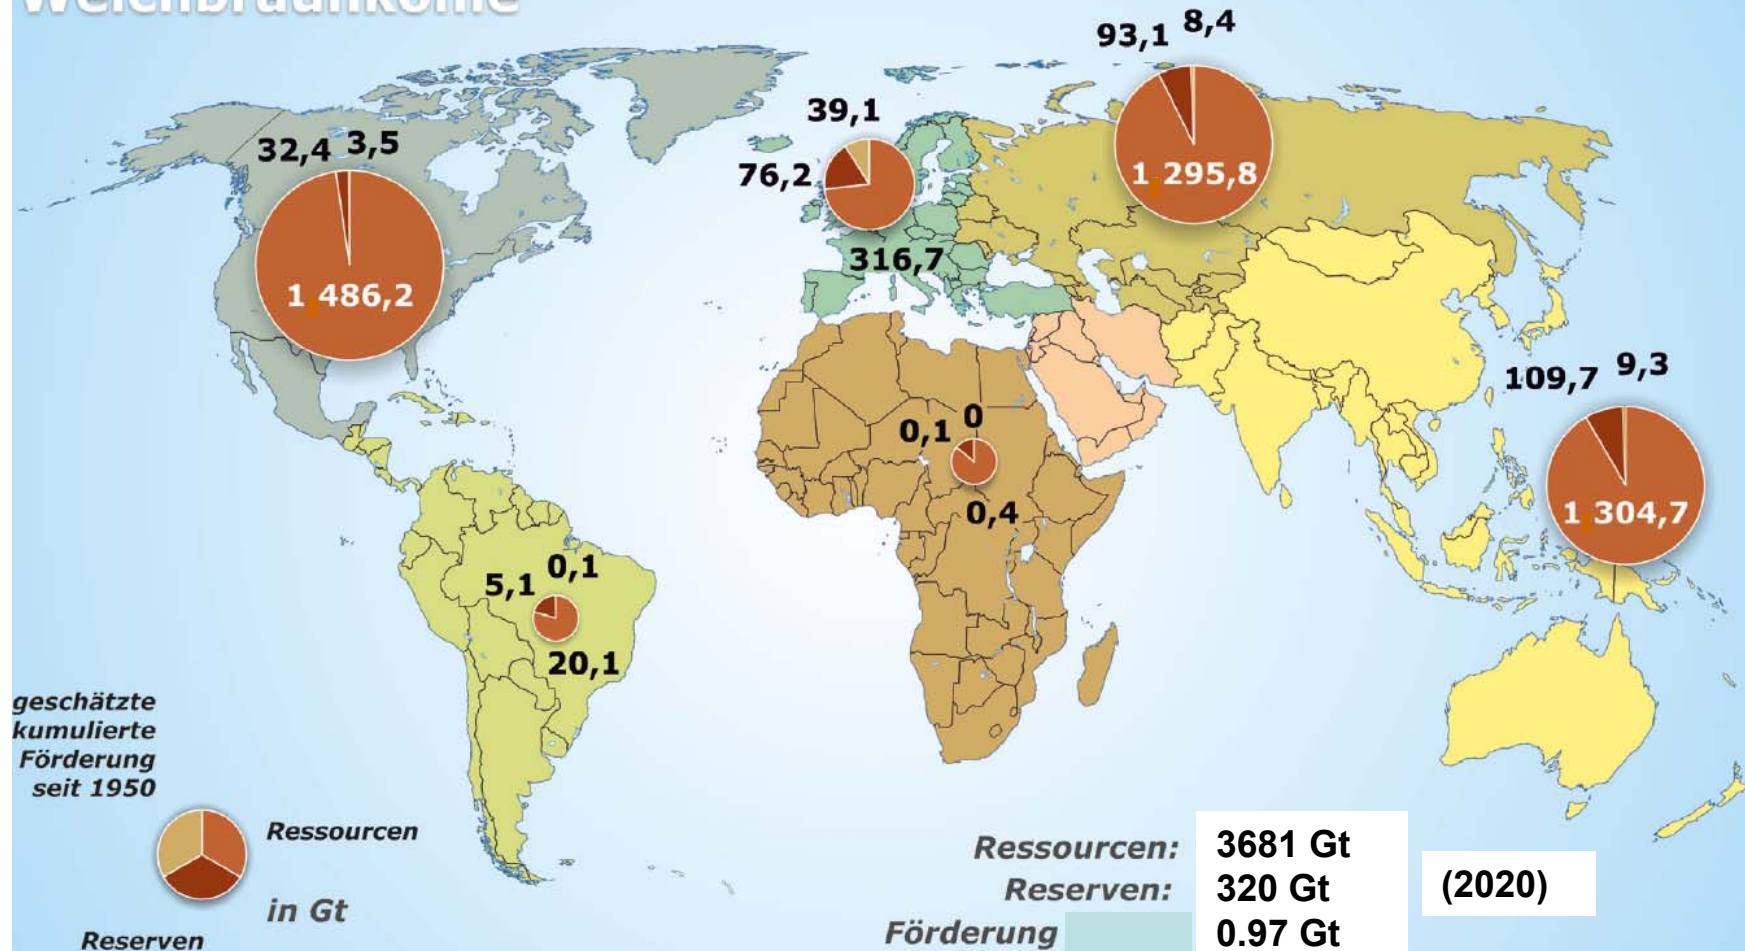 Weichbraunkohle
93,1 8,4
1 295,8
39,1
76,2
316,7
32,4 3,5
1 486,2
109,7 9,3
1 304,7
0,1 0
0,4
5,1 0,1
20,1
geschätzte
kumulierte
Förderung
seit 1950
Ressourcen
in Gt
Reserven
Ressourcen: 3681 Gt
Reserven: 320 Gt
Förderung 0.97 Gt
(2020)